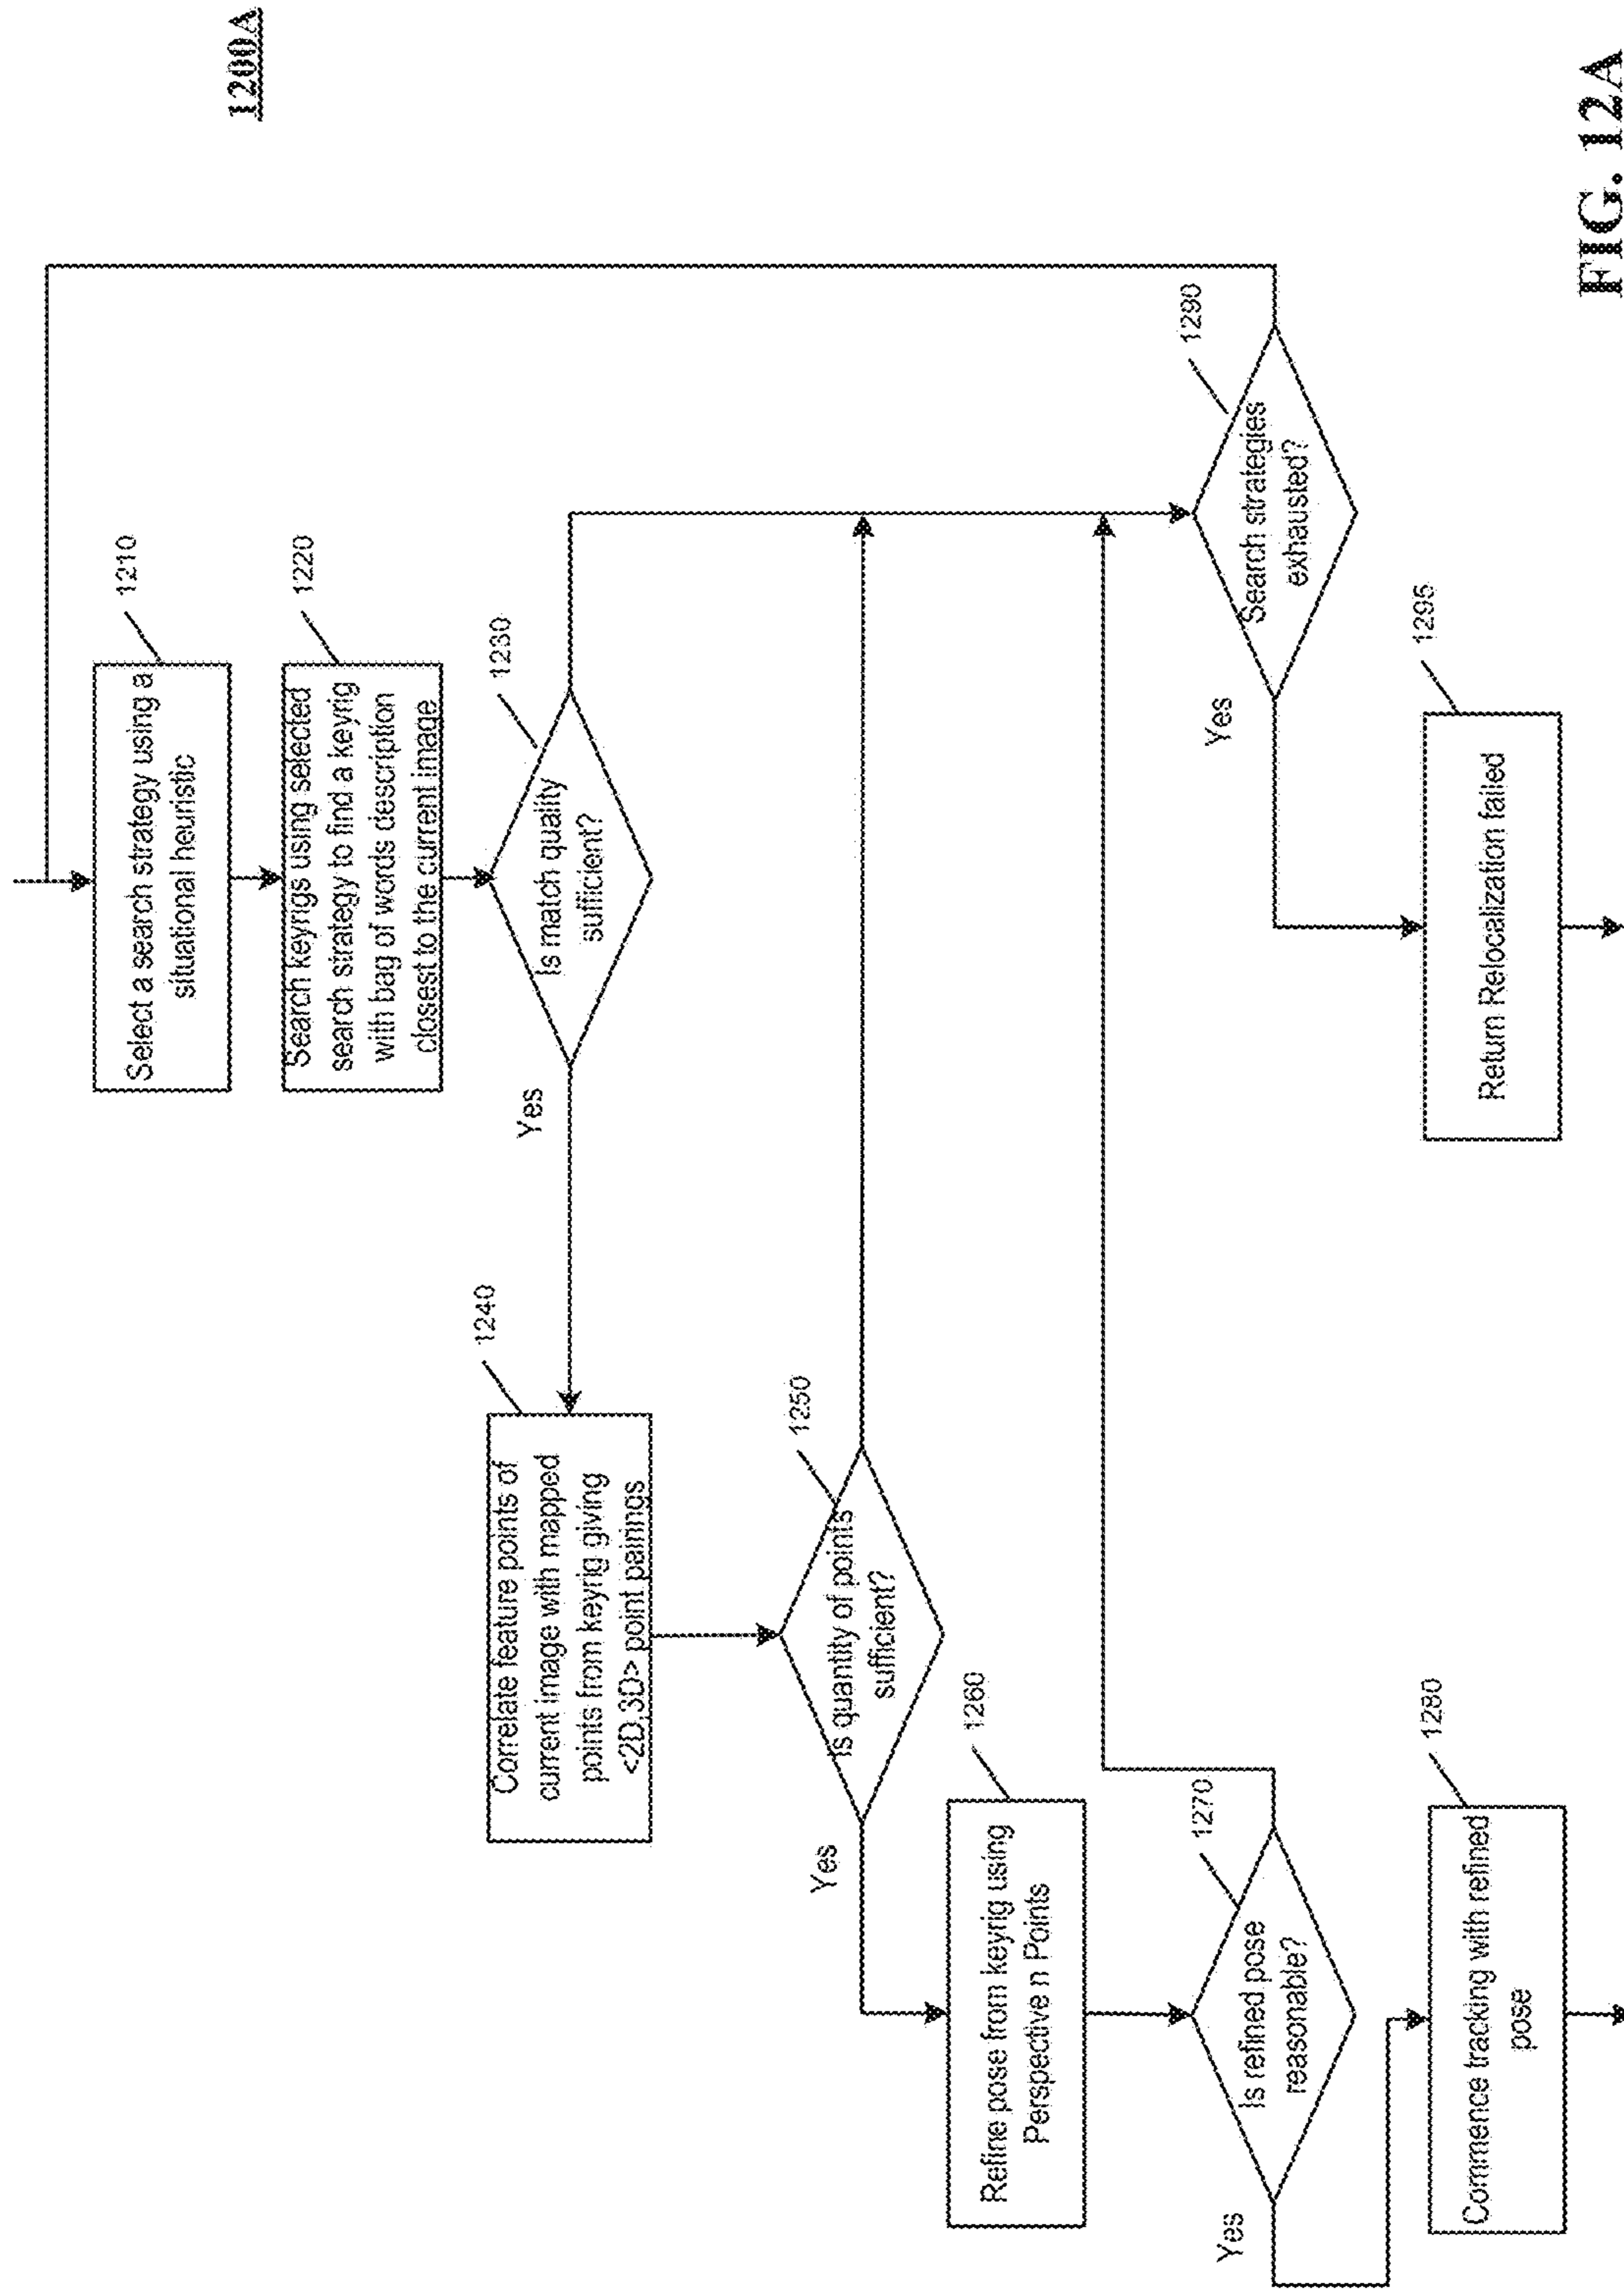 1200A
1210
Select a search strategy using a
situational heuristic
1220
Search keyrigs using selected
search strategy to find a keyrig
with bag of words description
closest to the current image
1230
Is match quality
sufficient?
Yes
1240
Correlate feature points of
current image with mapped
points from keyrig giving
<2D,3D> point pairings
1250
Is quantity of points
sufficient?
Yes
1260
Refine pose from keyrig using
Perspective n Points
1270
Is refined pose
reasonable?
Yes
1280
Commence tracking with refined
pose
1290
Search strategies
exhausted?
Yes
1295
Return Relocalization failed
FIG. 12A